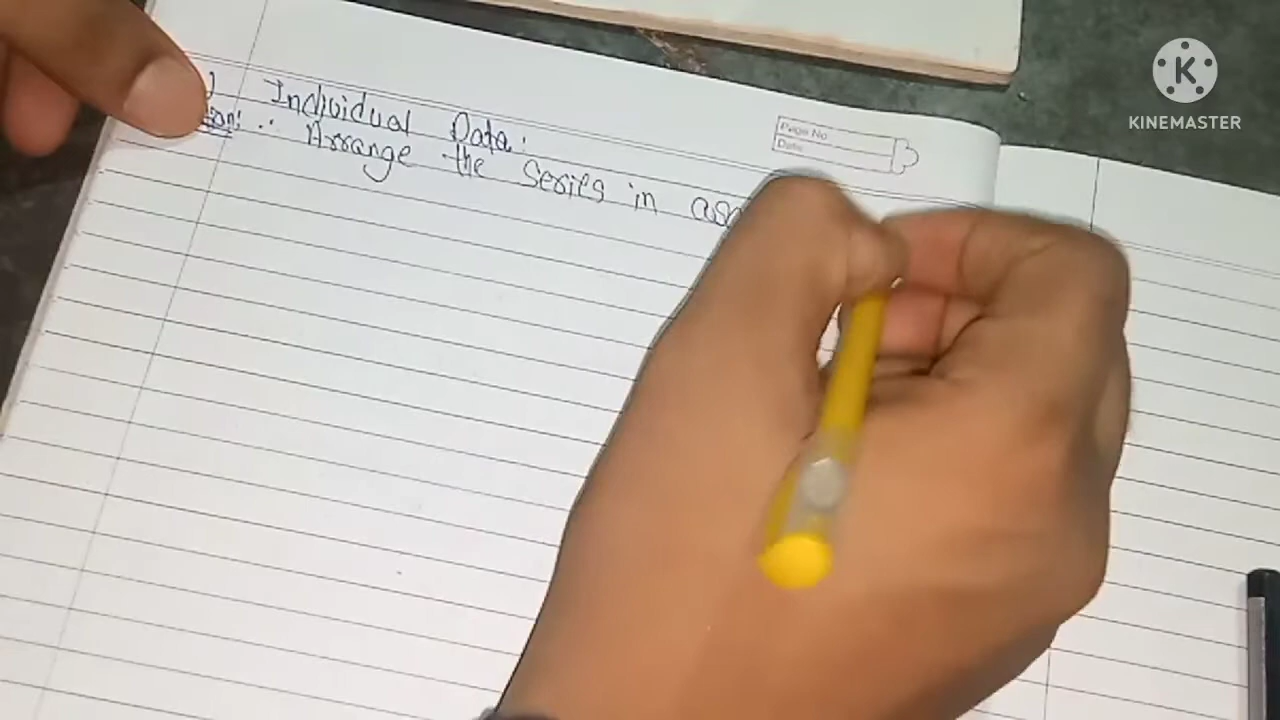 ) Individual Data:
∴ Arrange the series in
Page No.
Date
KINEMASTER